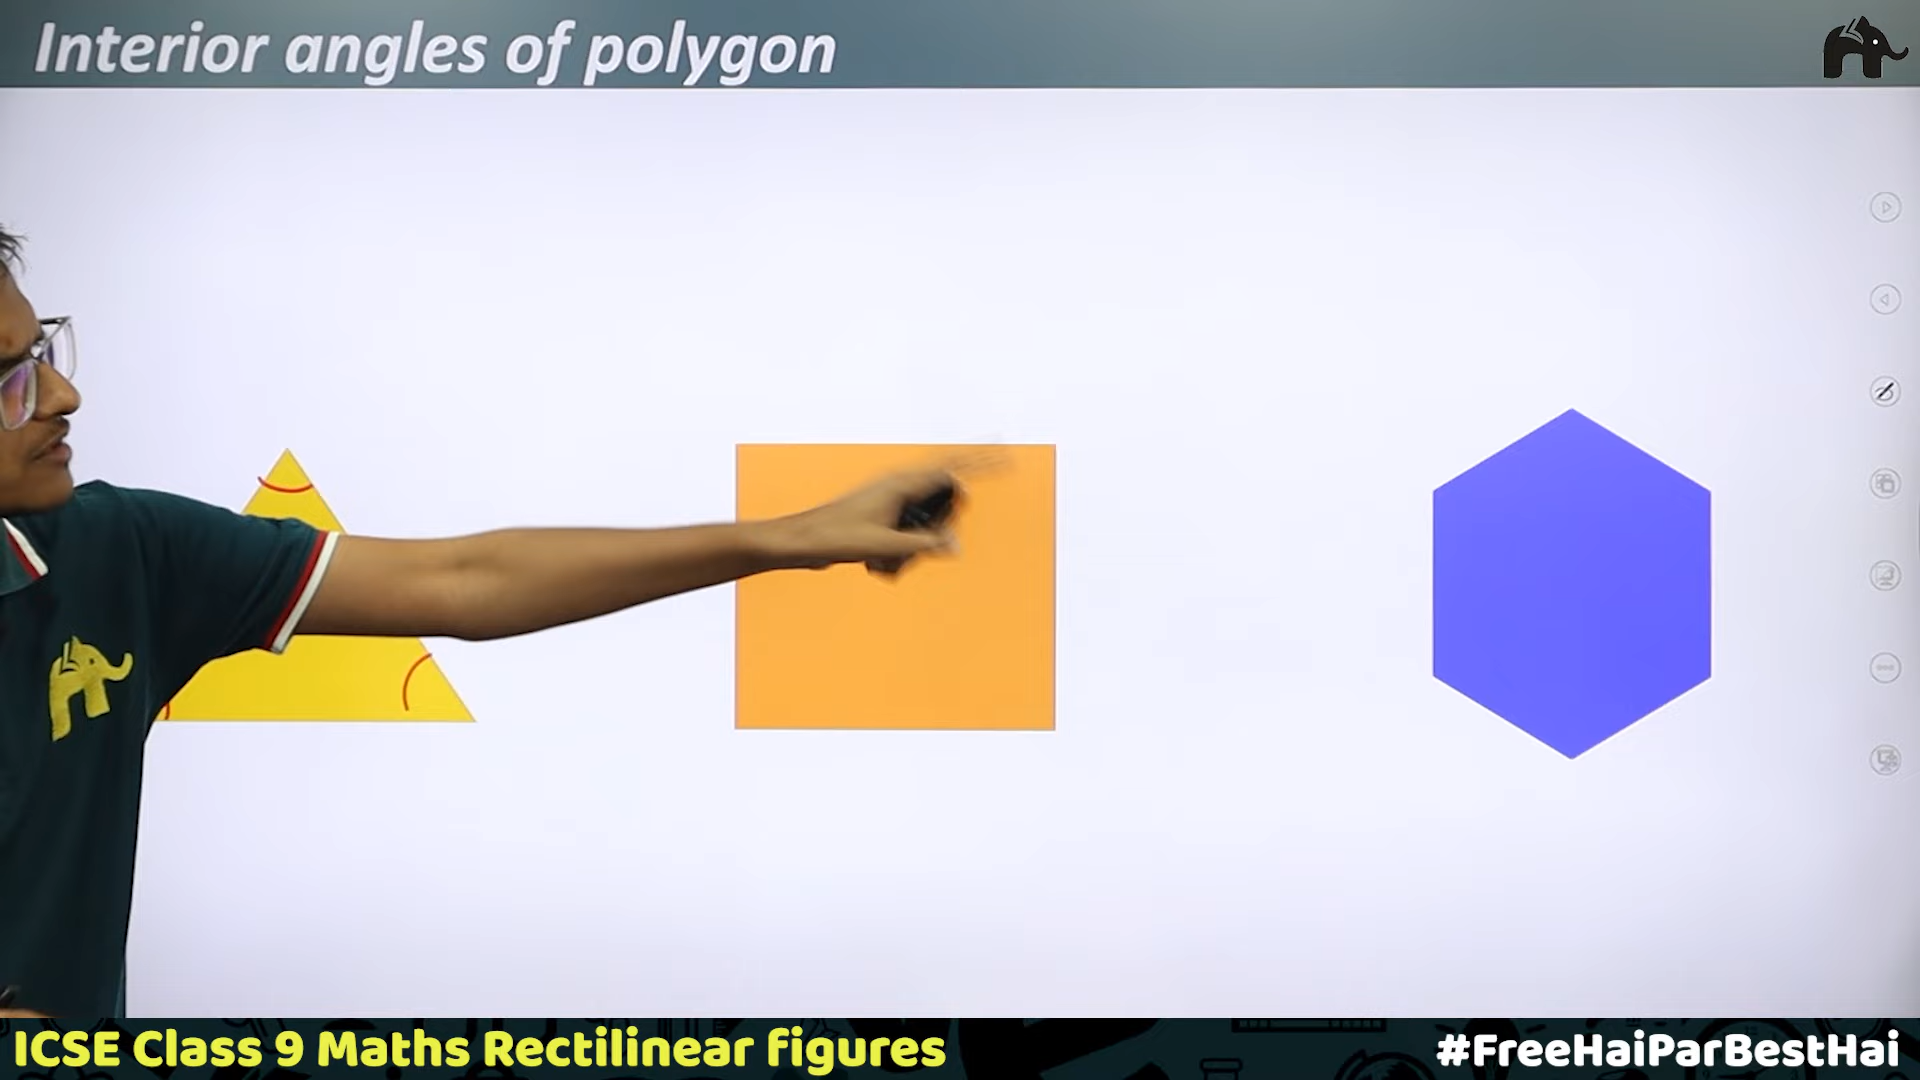 Interior angles of polygon
ICSE Class 9 Maths Rectilinear figures
#FreeHaiParBestHai